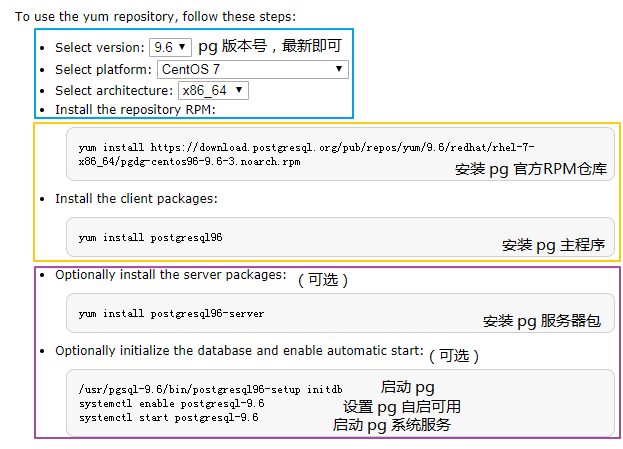 To use the yum repository, follow these steps:
• Select version: 9.6 ▼ pg 版本号，最新即可
• Select platform: CentOS 7 ▼
• Select architecture: x86_64 ▼
• Install the repository RPM:
yum install https://download.postgresql.org/pub/repos/yum/9.6/redhat/rhel-7-
x86_64/pgdg-centos96-9.6-3.noarch.rpm
安装 pg 官方RPM仓库
• Install the client packages:
yum install postgresql96
安装 pg 主程序
• Optionally install the server packages: （可选）
yum install postgresql96-server
安装 pg 服务器包
• Optionally initialize the database and enable automatic start: （可选）
/usr/pgsql-9.6/bin/postgresql96-setup initdb 启动 pg
systemctl enable postgresql-9.6 设置 pg 自启可用
systemctl start postgresql-9.6 启动 pg 系统服务